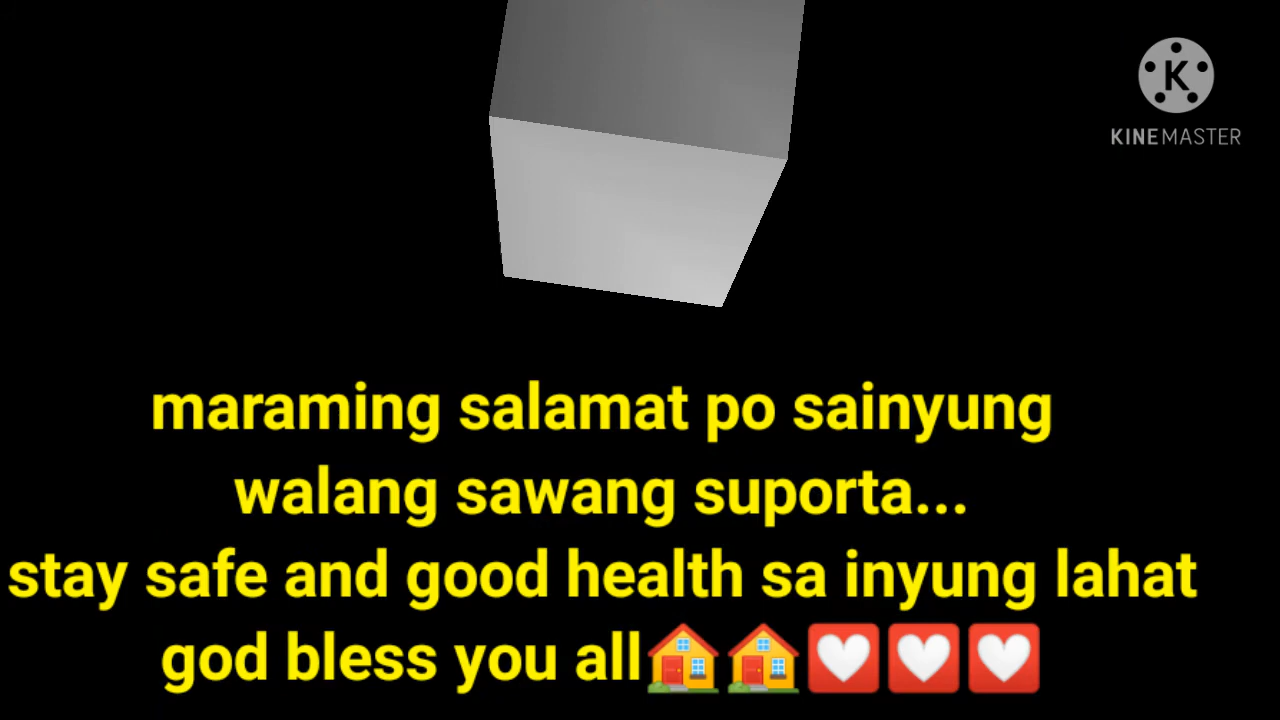 KINEMASTER
maraming salamat po sainyung
walang sawang suporta...
stay safe and good health sa inyung lahat
god bless you all🏠🏠💟💟💟